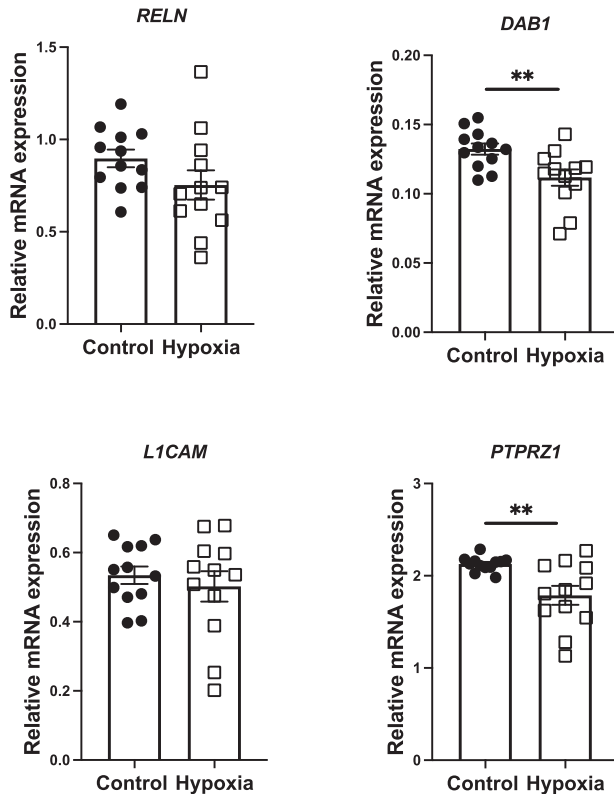 RELN
Relative mRNA expression
1.5
1.0
0.5
0.0
Control Hypoxia
DAB1
**
Relative mRNA expression
0.20
0.15
0.10
0.05
0.00
Control Hypoxia
L1CAM
Relative mRNA expression
0.8
0.6
0.4
0.2
0.0
Control Hypoxia
PTPRZ1
**
Relative mRNA expression
3
2
1
0
Control Hypoxia